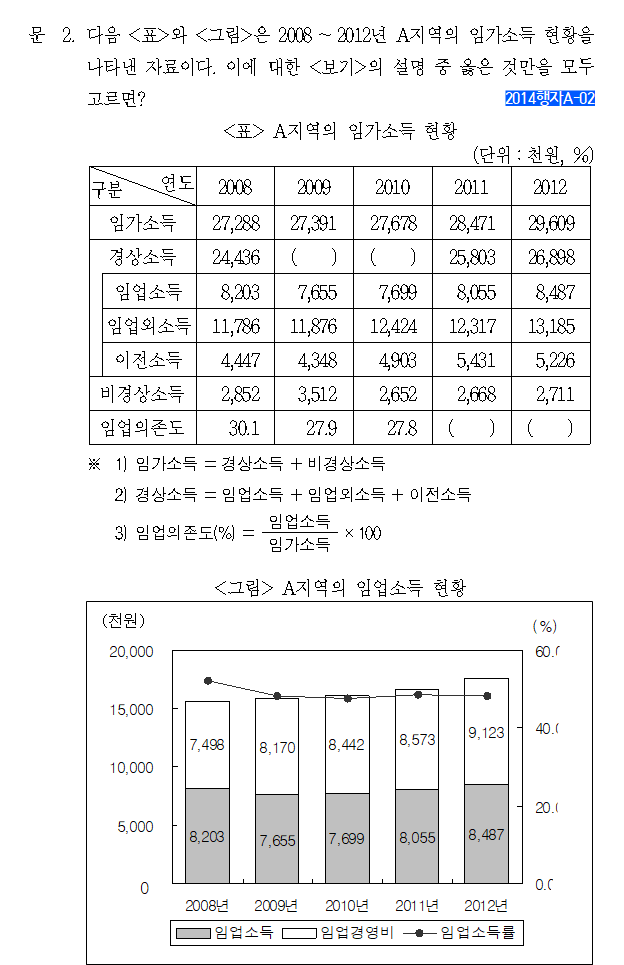 문 2. 다음 <표>와 <그림>은 2008 ~ 2012년 A지역의 임가소득 현황을
나타낸 자료이다. 이에 대한 <보기>의 설명 중 옳은 것만을 모두
고르면?
2014행자A-02
<표> A지역의 임가소득 현황
(단위 : 천원, %)
구분 연도 2008 2009 2010 2011 2012
임가소득 27,288 27,391 27,678 28,471 29,609
경상소득 24,436 ( ) ( ) 25,803 26,898
임업소득 8,203 7,655 7,699 8,055 8,487
임업외소득 11,786 11,876 12,424 12,317 13,185
이전소득 4,447 4,348 4,903 5,431 5,226
비경상소득 2,852 3,512 2,652 2,668 2,711
임업의존도 30.1 27.9 27.8 ( ) ( )
※ 1) 임가소득 = 경상소득 + 비경상소득
2) 경상소득 = 임업소득 + 임업외소득 + 이전소득
3) 임업의존도(%) = 임업소득 / 임가소득 × 100
<그림> A지역의 임업소득 현황
(천원)
(%)
20,000 60.0
15,000
40.0
10,000
20.0
5,000
0 0.0
7,498 8,170 8,442 8,573 9,123
8,203 7,655 7,699 8,055 8,487
2008년 2009년 2010년 2011년 2012년
임업소득 임업경영비 임업소득률